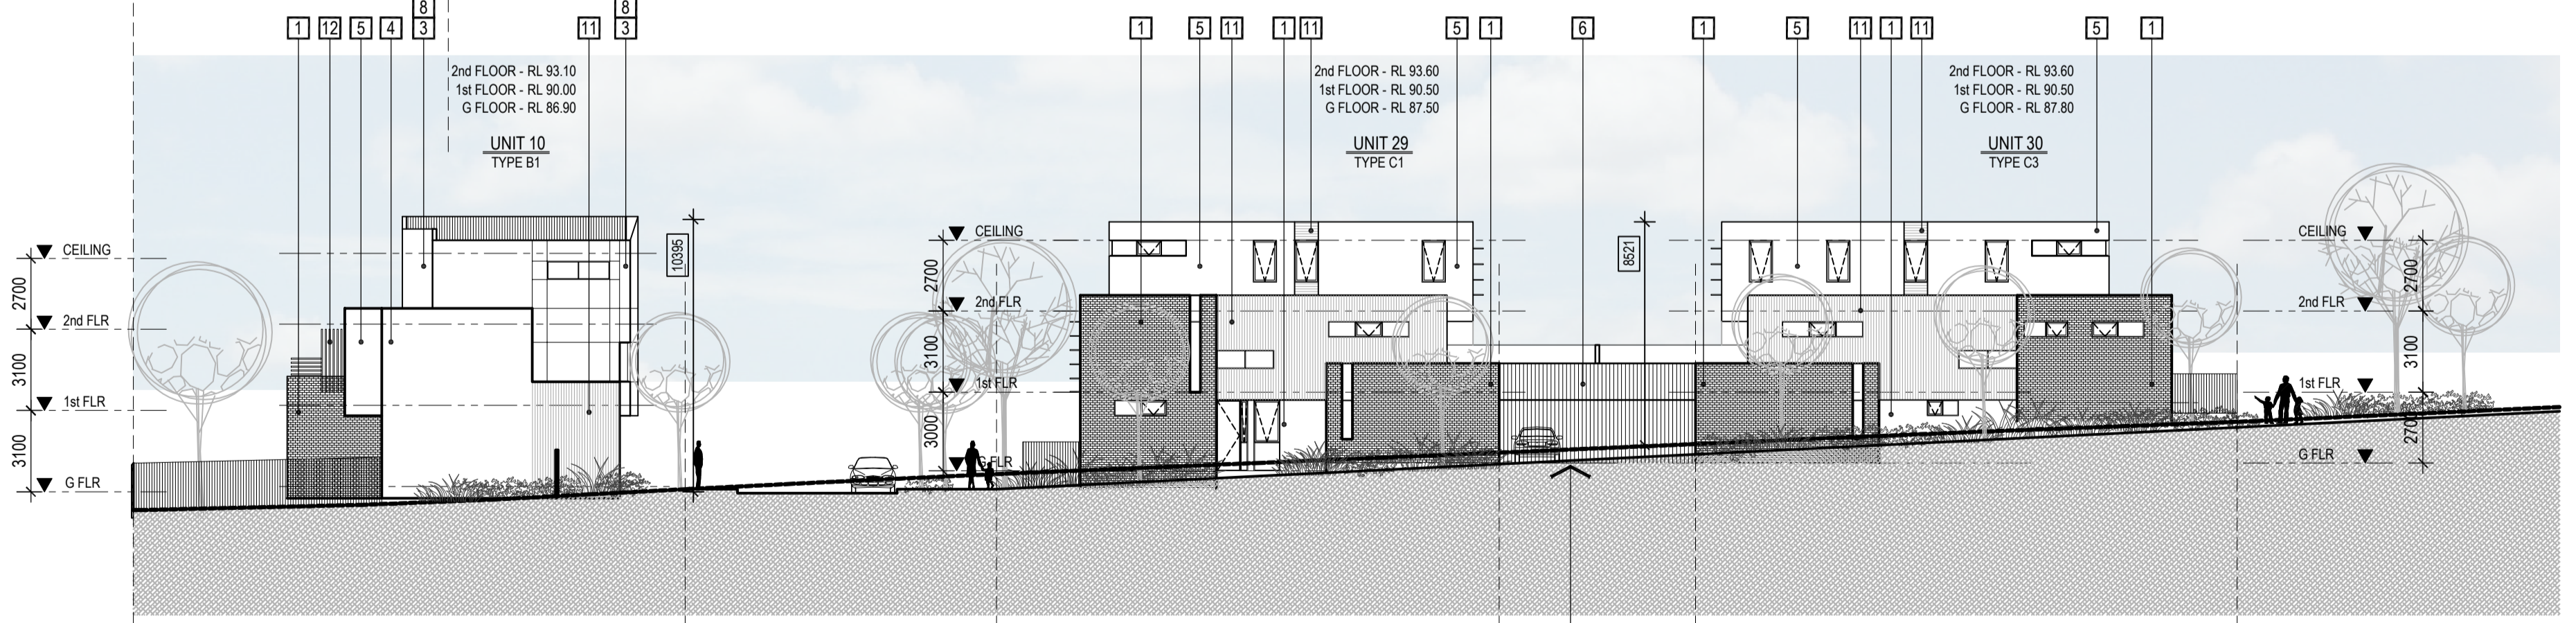 8 8
1 12 5 4 3 11 3 1 5 11 1 11 5 1 6 1 5 11 1 11 5 1
2nd FLOOR - RL 93.10
1st FLOOR - RL 90.00
G FLOOR - RL 86.90
UNIT 10
TYPE B1
2nd FLOOR - RL 93.60
1st FLOOR - RL 90.50
G FLOOR - RL 87.50
UNIT 29
TYPE C1
2nd FLOOR - RL 93.60
1st FLOOR - RL 90.50
G FLOOR - RL 87.80
UNIT 30
TYPE C3
CEILING
2700
2nd FLR
3100
1st FLR
3100
G FLR
10395
CEILING
2700
2nd FLR
3100
1st FLR
3000
G FLR
8521
CEILING
2700
2nd FLR
3100
1st FLR
2700
G FLR